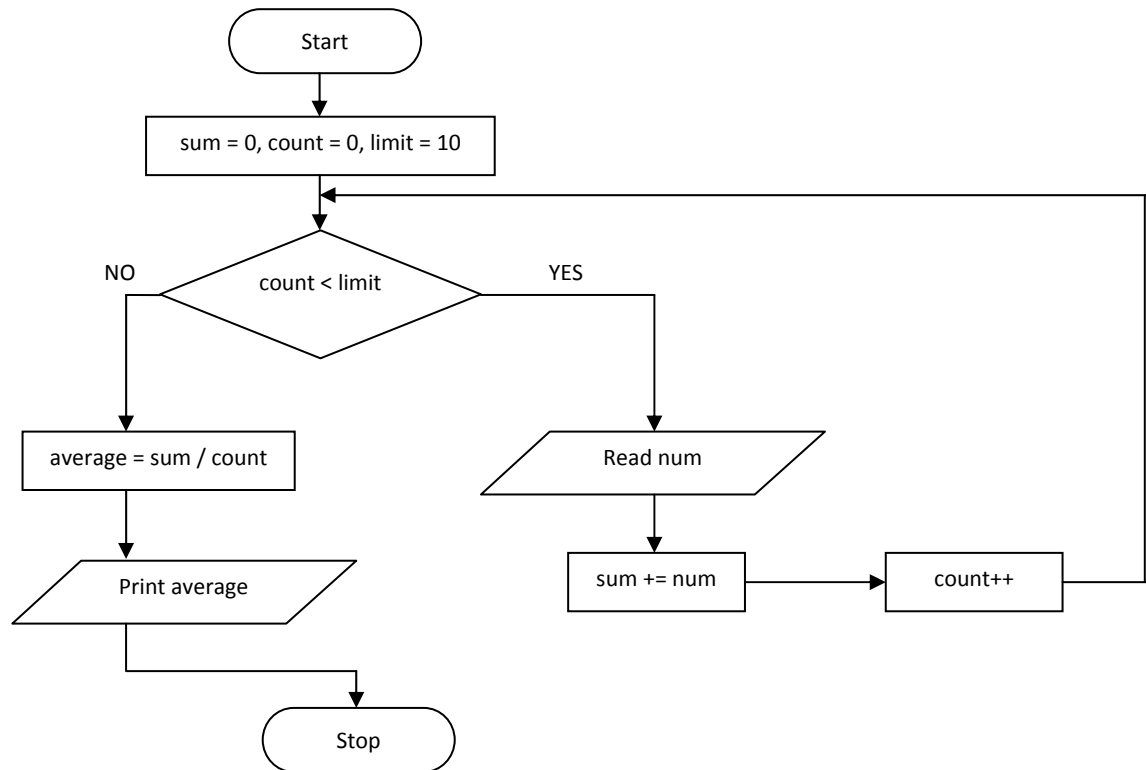 Start
sum = 0, count = 0, limit = 10
NO
count < limit
YES
average = sum / count
Read num
Print average
sum += num
count++
Stop